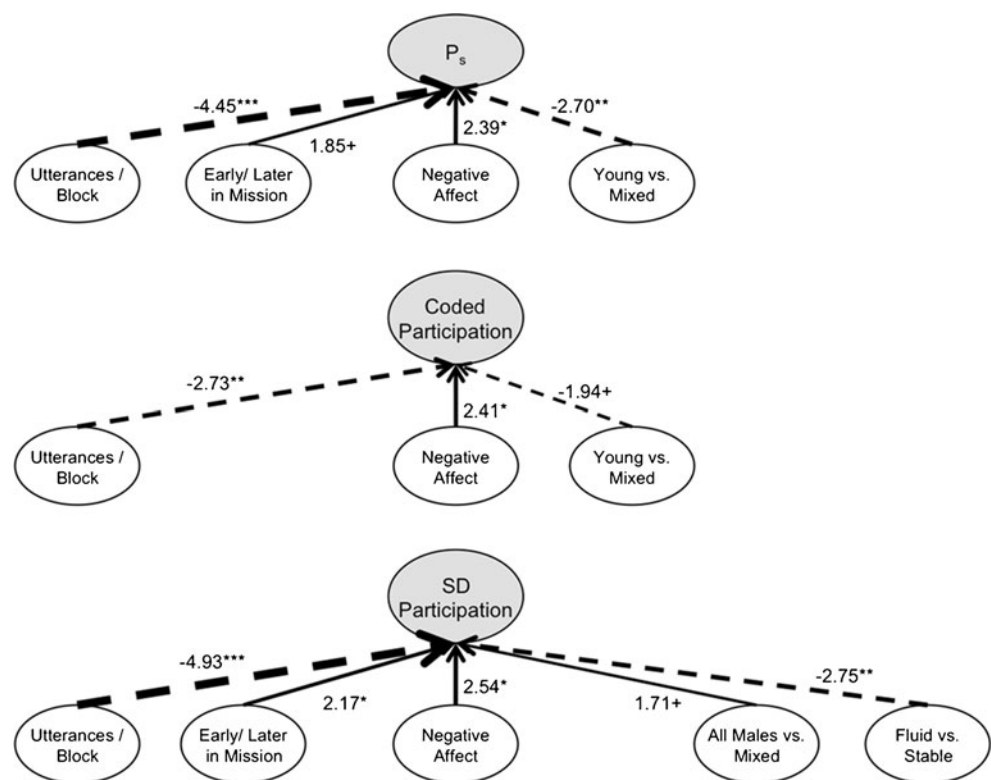 Ps
-4.45***
1.85+
2.39*
-2.70**
Utterances /
Block
Early/ Later
in Mission
Negative
Affect
Young vs.
Mixed
Coded
Participation
-2.73**
2.41*
-1.94+
Utterances /
Block
Negative
Affect
Young vs.
Mixed
SD
Participation
-4.93***
2.17*
2.54*
1.71+
-2.75**
Utterances /
Block
Early/ Later
in Mission
Negative
Affect
All Males vs.
Mixed
Fluid vs.
Stable